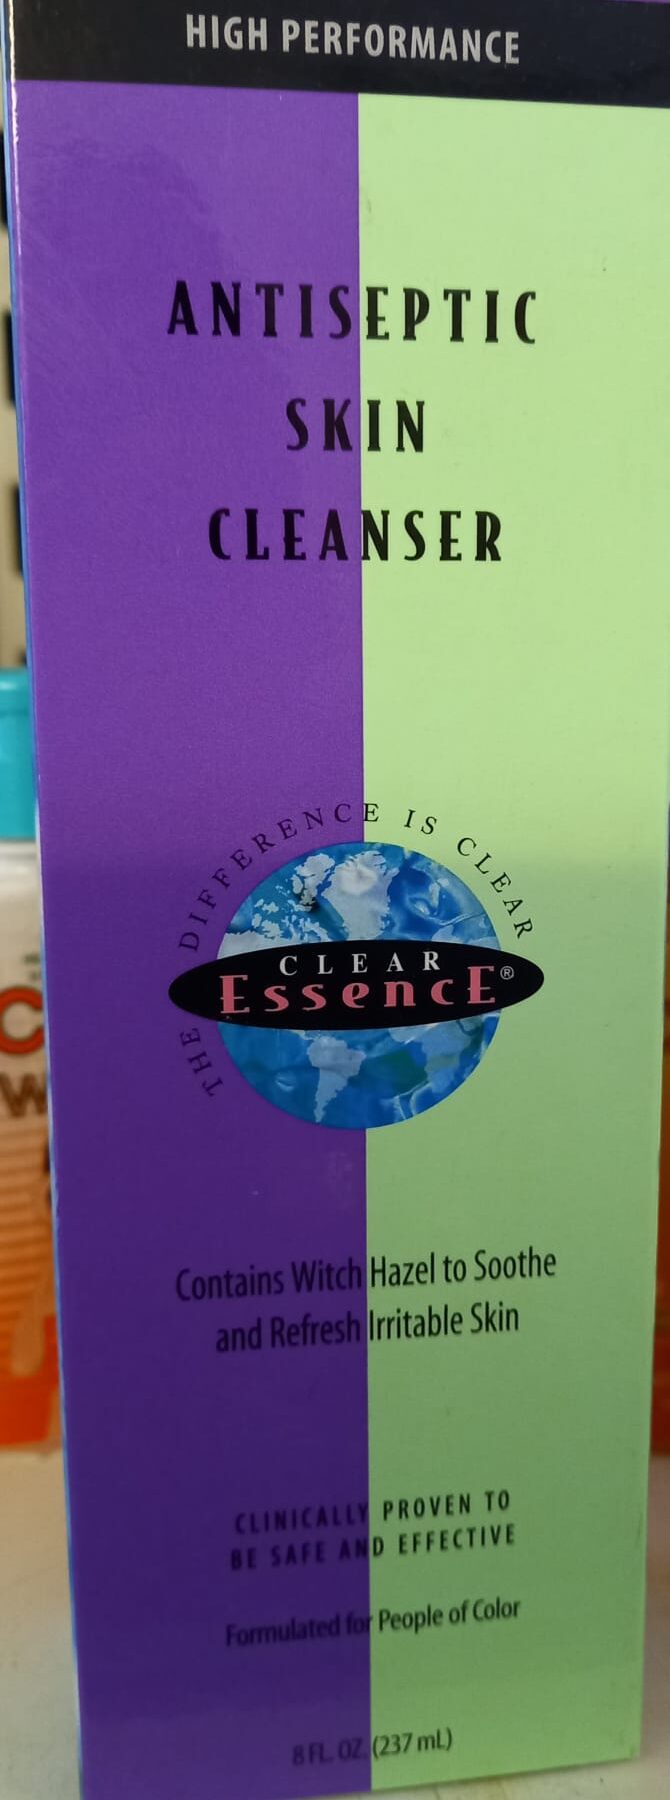 HIGH PERFORMANCE
ANTISEPTIC
SKIN
CLEANSER
THE DIFFERENCE IS CLEAR
CLEAR
EssencE®
Contains Witch Hazel to Soothe
and Refresh Irritable Skin
CLINICALLY PROVEN TO
BE SAFE AND EFFECTIVE
Formulated for People of Color
8 FL. OZ. (237 mL)
C
W